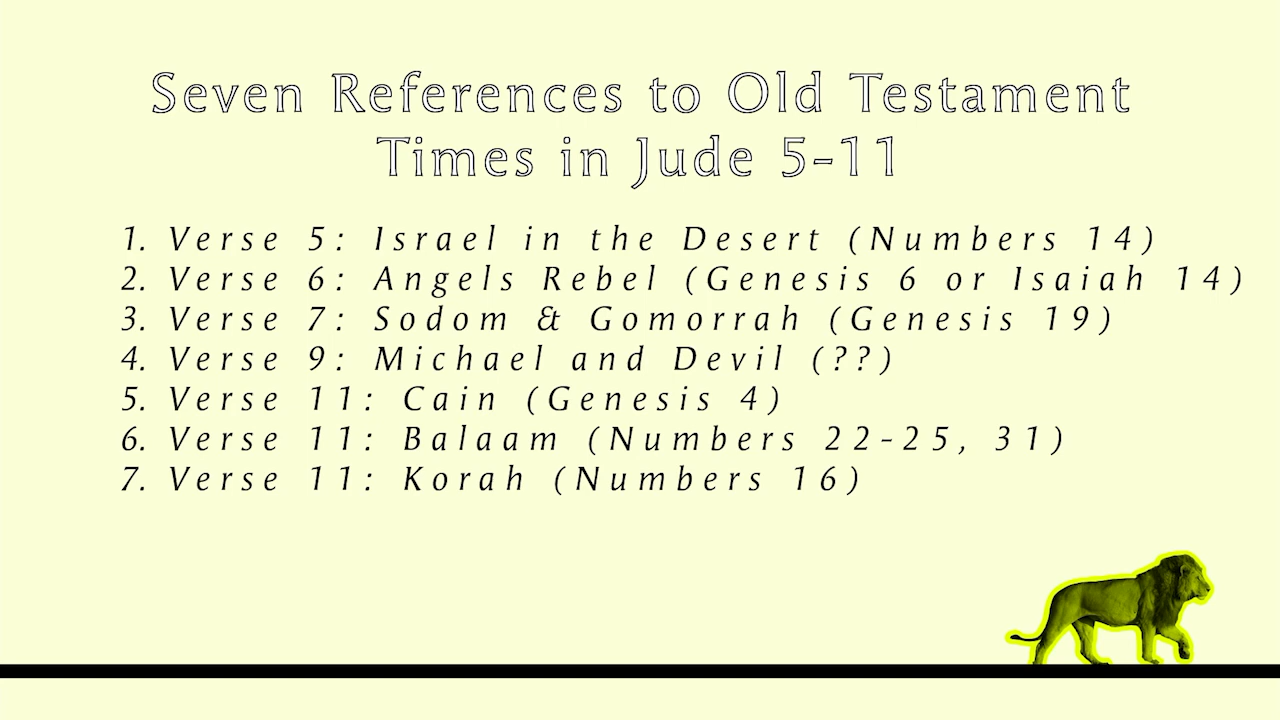 Seven References to Old Testament
Times in Jude 5-11
1. Verse 5: Israel in the Desert (Numbers 14)
2. Verse 6: Angels Rebel (Genesis 6 or Isaiah 14)
3. Verse 7: Sodom & Gomorrah (Genesis 19)
4. Verse 9: Michael and Devil (??)
5. Verse 11: Cain (Genesis 4)
6. Verse 11: Balaam (Numbers 22-25, 31)
7. Verse 11: Korah (Numbers 16)